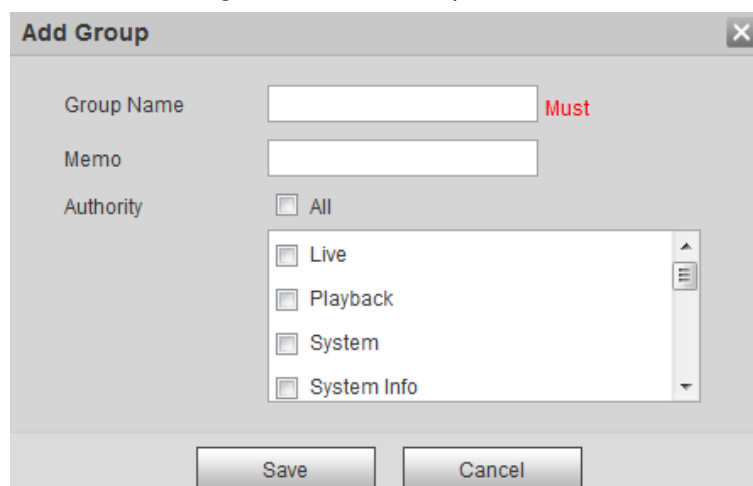 Add Group
Group Name Must
Memo
Authority All
Live
Playback
System
System Info
Save Cancel